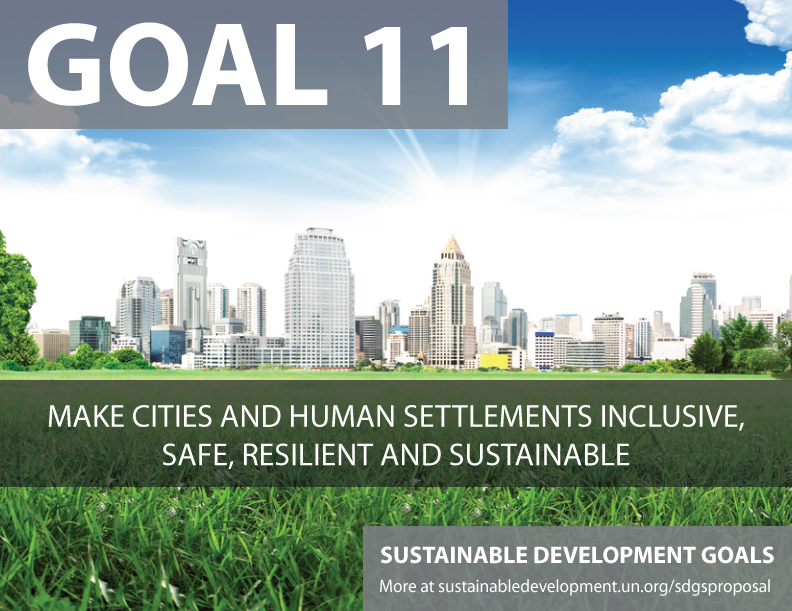 GOAL 11
MAKE CITIES AND HUMAN SETTLEMENTS INCLUSIVE,
SAFE, RESILIENT AND SUSTAINABLE
SUSTAINABLE DEVELOPMENT GOALS
More at sustainabledevelopment.un.org/sdgsproposal